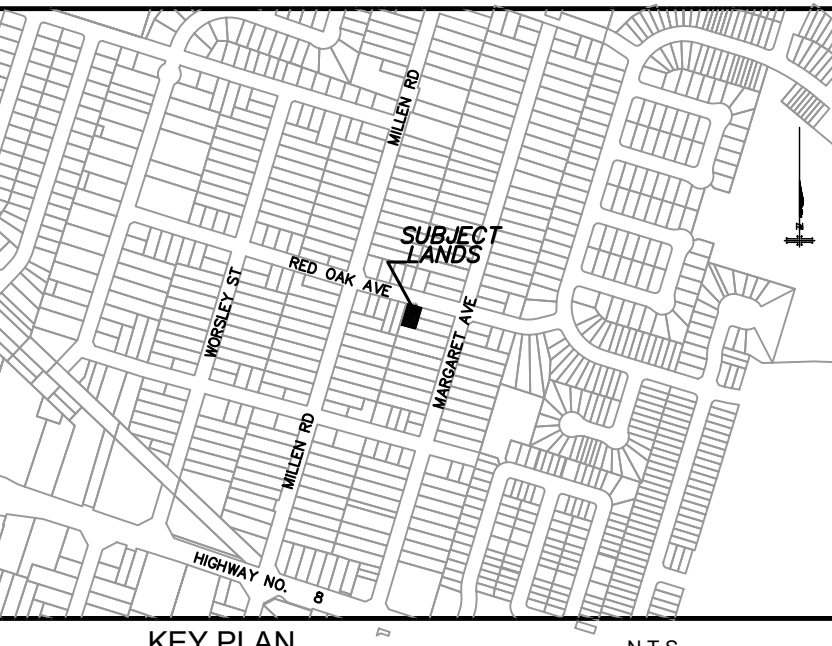 MILLEN RD
SUBJECT
LANDS
RED OAK AVE
WORSLEY ST
MARGARET AVE
MILLEN RD
HIGHWAY NO. 8
KEY PLAN
N.T.S.